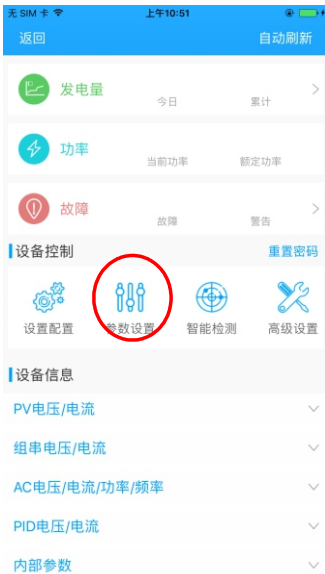 无 SIM 卡 上午10:51
返回 自动刷新
发电量 今日 累计
功率 当前功率 额定功率
故障 故障 警告
设备控制 重置密码
设置配置 参数设置 智能检测 高级设置
设备信息
PV电压/电流
组串电压/电流
AC电压/电流/功率/频率
PID电压/电流
内部参数